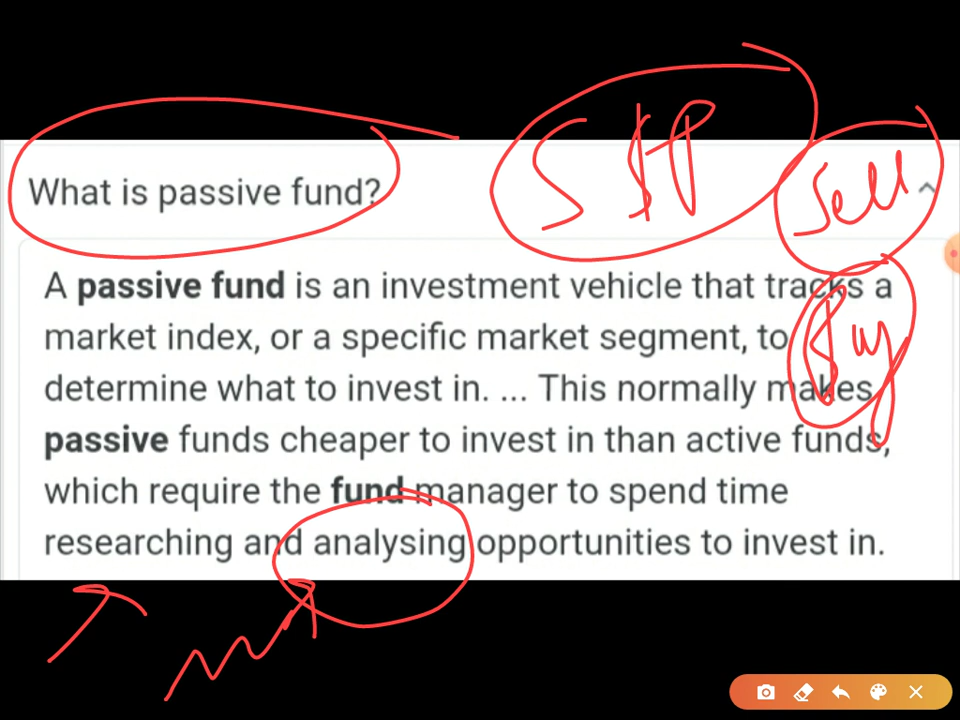 What is passive fund?
Sell
Buy
A passive fund is an investment vehicle that tracks a
market index, or a specific market segment, to
determine what to invest in. ... This normally makes
passive funds cheaper to invest in than active funds,
which require the fund manager to spend time
researching and analysing opportunities to invest in.